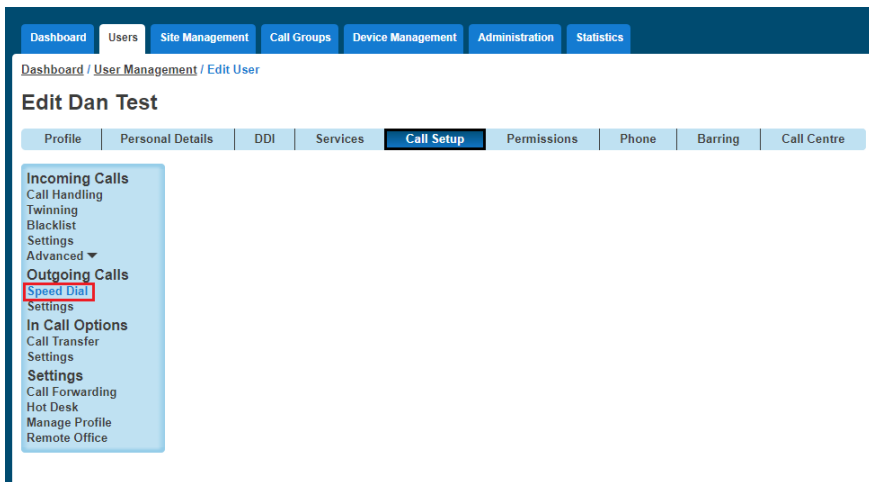 Dashboard Users Site Management Call Groups Device Management Administration Statistics
Dashboard / User Management / Edit User
Edit Dan Test
Profile Personal Details DDI Services Call Setup Permissions Phone Barring Call Centre
Incoming Calls
Call Handling
Twinning
Blacklist
Settings
Advanced
Outgoing Calls
Speed Dial
Settings
In Call Options
Call Transfer
Settings
Settings
Call Forwarding
Hot Desk
Manage Profile
Remote Office